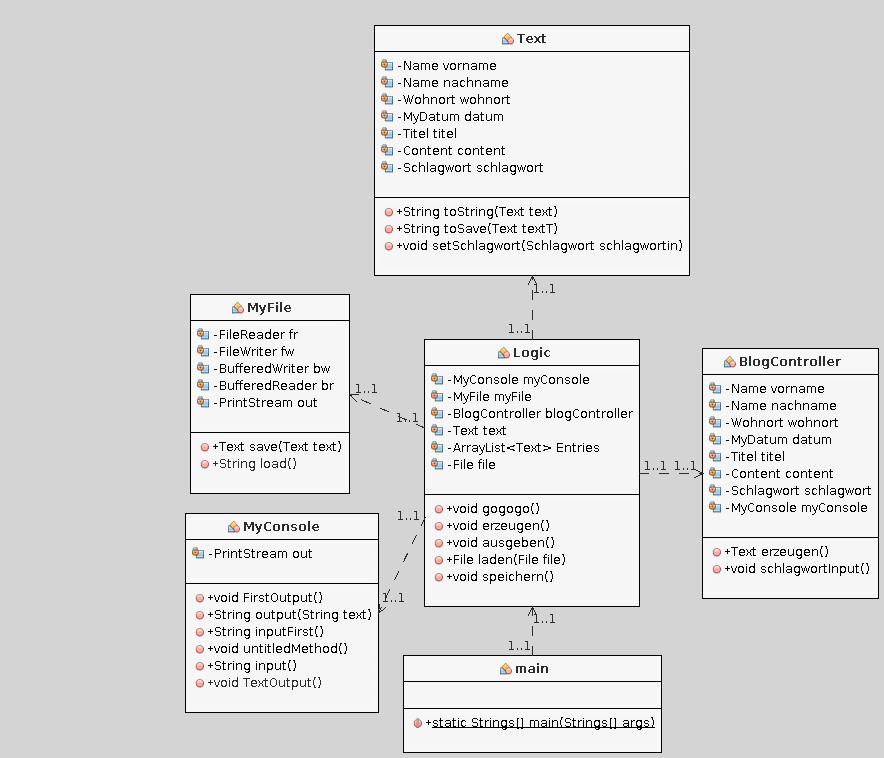 Text
-Name vorname
-Name nachname
-Wohnort wohnort
-MyDatum datum
-Titel titel
-Content content
-Schlagwort schlagwort
+String toString(Text text)
+String toSave(Text textT)
+void setSchlagwort(Schlagwort schlagwortin)
1..1
1..1
MyFile
-FileReader fr
-FileWriter fw
-BufferedWriter bw
-BufferedReader br
-PrintStream out
+Text save(Text text)
+String load()
1..1
1..1
Logic
-MyConsole myConsole
-MyFile myFile
-BlogController blogController
-Text text
-ArrayList<Text> Entries
-File file
+void gogogo()
+void erzeugen()
+void ausgeben()
+File laden(File file)
+void speichern()
1..1 1..1
BlogController
-Name vorname
-Name nachname
-Wohnort wohnort
-MyDatum datum
-Titel titel
-Content content
-Schlagwort schlagwort
-MyConsole myConsole
+Text erzeugen()
+void schlagwortInput()
MyConsole
-PrintStream out
+void FirstOutput()
+String output(String text)
+String inputFirst()
+void untitledMethod()
+String input()
+void TextOutput()
1..1
1..1
1..1
1..1
main
+static Strings[] main(Strings[] args)